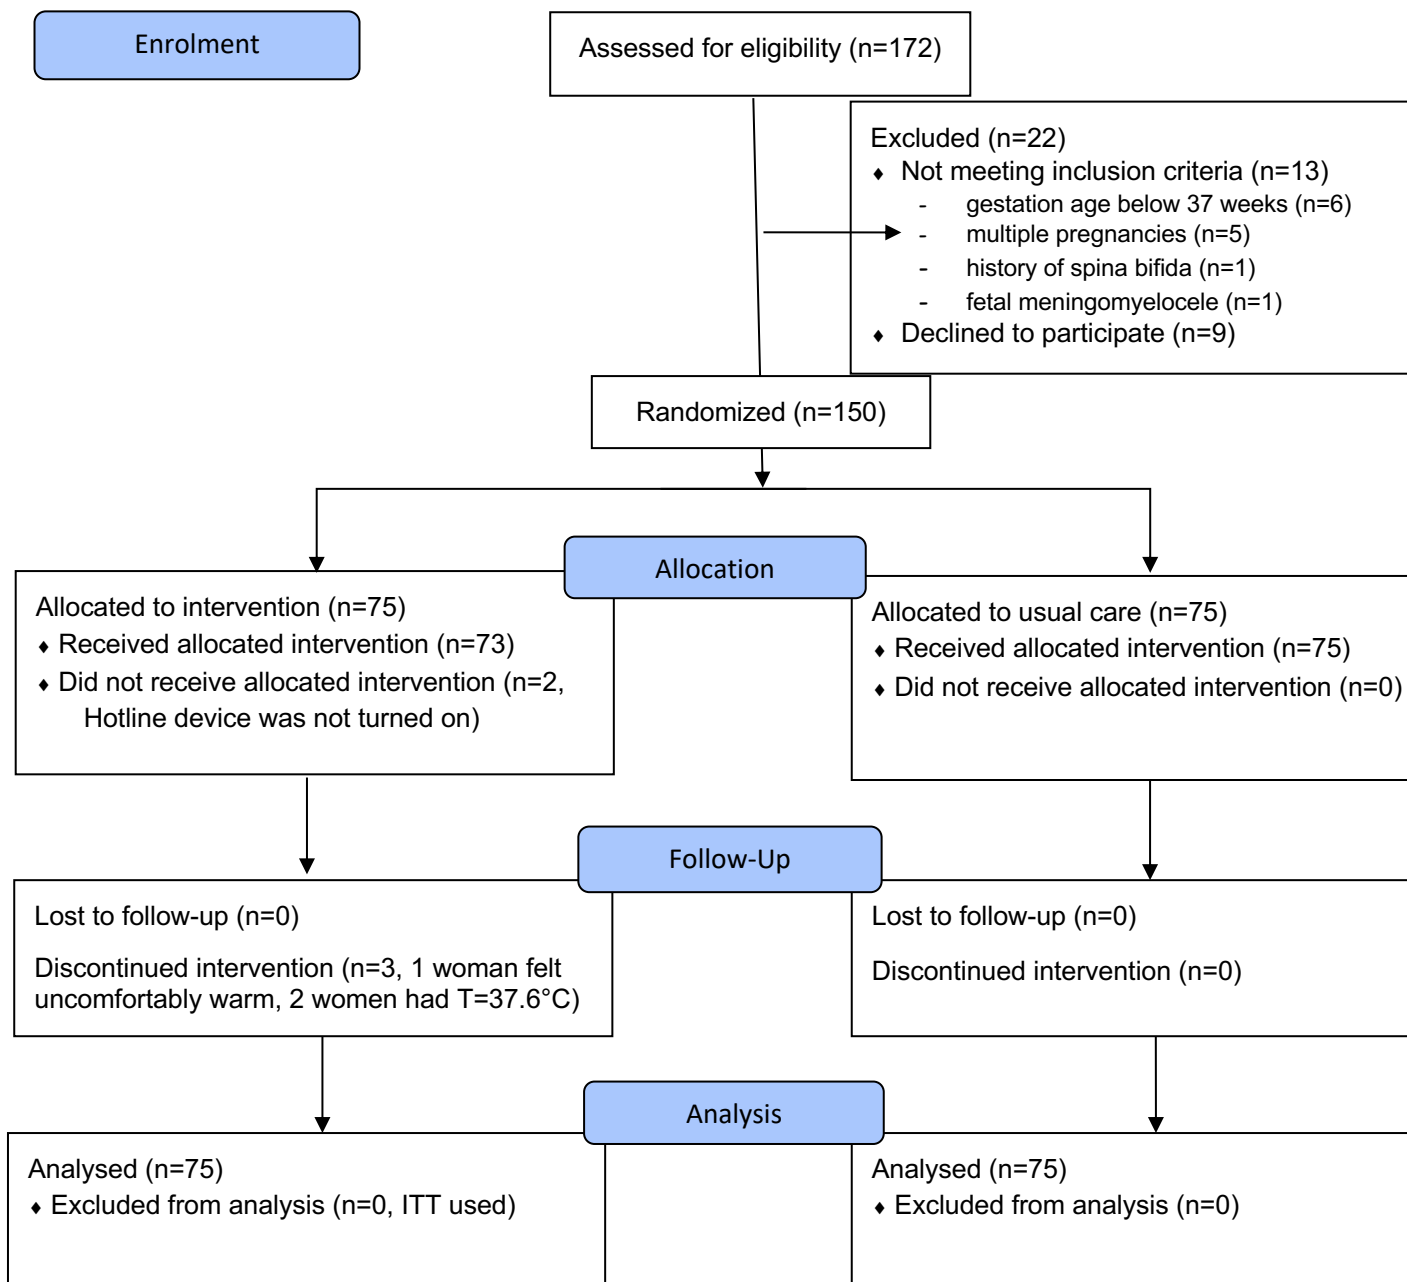 Enrolment
Assessed for eligibility (n=172)
Excluded (n=22)
♦ Not meeting inclusion criteria (n=13)
- gestation age below 37 weeks (n=6)
- multiple pregnancies (n=5)
- history of spina bifida (n=1)
- fetal meningomyelocele (n=1)
♦ Declined to participate (n=9)
Randomized (n=150)
Allocation
Allocated to intervention (n=75)
♦ Received allocated intervention (n=73)
♦ Did not receive allocated intervention (n=2,
Hotline device was not turned on)
Allocated to usual care (n=75)
♦ Received allocated intervention (n=75)
♦ Did not receive allocated intervention (n=0)
Follow-Up
Lost to follow-up (n=0)
Discontinued intervention (n=3, 1 woman felt
uncomfortably warm, 2 women had T=37.6°C)
Lost to follow-up (n=0)
Discontinued intervention (n=0)
Analysis
Analysed (n=75)
♦ Excluded from analysis (n=0, ITT used)
Analysed (n=75)
♦ Excluded from analysis (n=0)